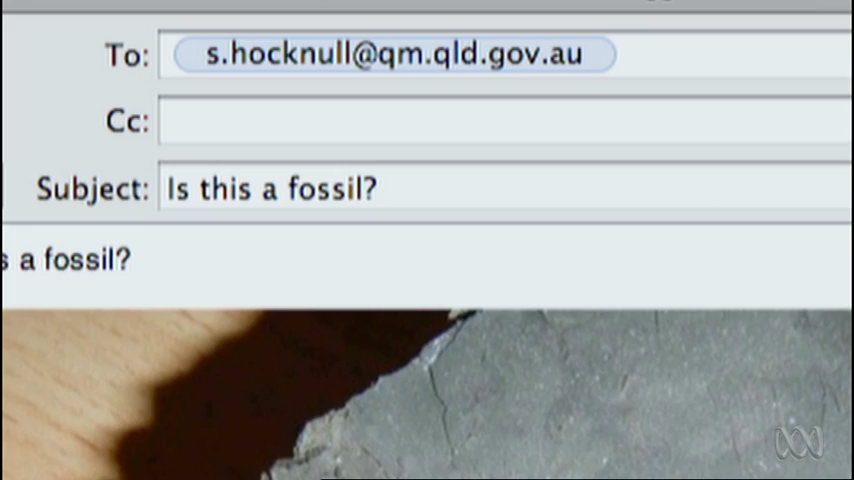 To: s.hocknull@qm.qld.gov.au
Cc:
Subject: Is this a fossil?
s a fossil?